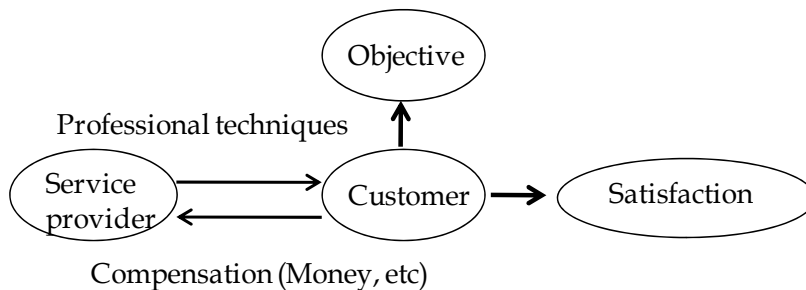 Objective
Professional techniques
Service
provider
Customer
Satisfaction
Compensation (Money, etc)